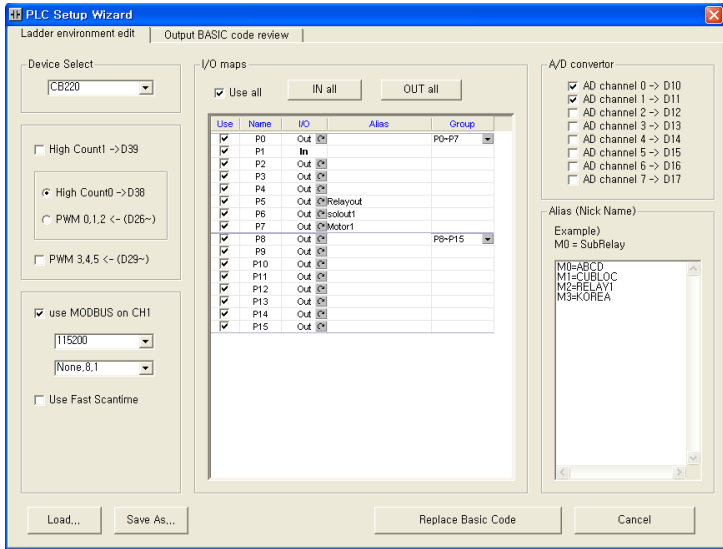 PLC Setup Wizard
Ladder environment edit
Output BASIC code review
Device Select
CB220
High Count1 ->D39
High Count0 ->D38
PWM 0,1,2 <- (D26~)
PWM 3,4,5 <- (D29~)
use MODBUS on CH1
115200
None,8,1
Use Fast Scantime
I/O maps
Use all
IN all
OUT all
Use Name I/O Alias Group
P0 Out P0~P7
P1 In
P2 Out
P3 Out
P4 Out
P5 Out Relayout
P6 Out solout1
P7 Out Motor1
P8 Out P8~P15
P9 Out
P10 Out
P11 Out
P12 Out
P13 Out
P14 Out
P15 Out
A/D convertor
AD channel 0 -> D10
AD channel 1 -> D11
AD channel 2 -> D12
AD channel 3 -> D13
AD channel 4 -> D14
AD channel 5 -> D15
AD channel 6 -> D16
AD channel 7 -> D17
Alias (Nick Name)
Example)
M0 = SubRelay
M0=ABCD
M1=CUBLOC
M2=RELAY1
M3=KOREA
Load...
Save As...
Replace Basic Code
Cancel